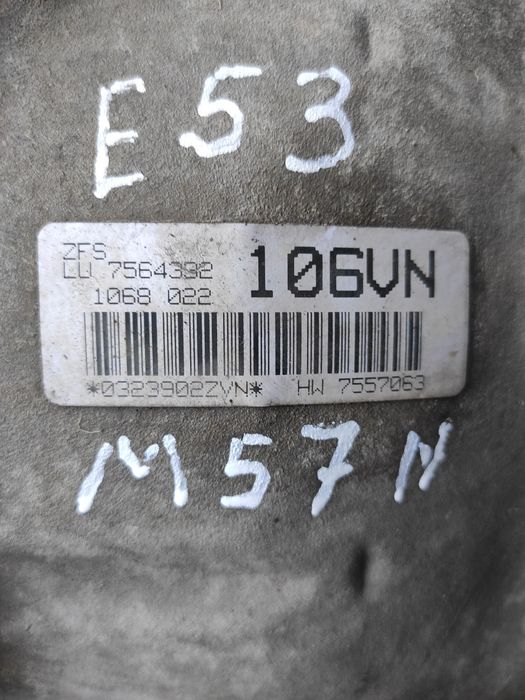 E53
ZFS
LU 7564332 106VN
1068 022
*0323902ZVN* HW 7557063
M57N